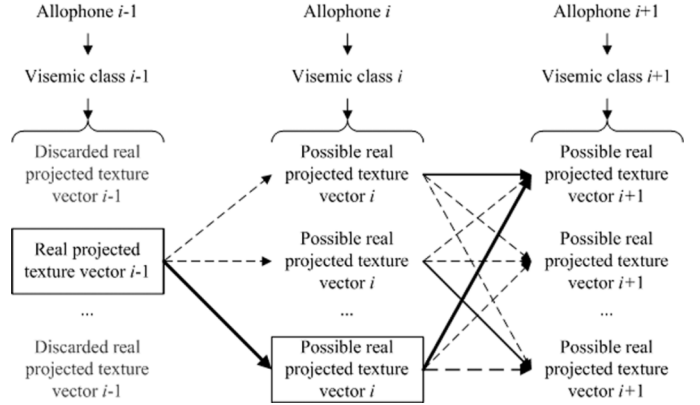 Allophone i-1
Visemic class i-1
Discarded real
projected texture
vector i-1
Real projected
texture vector i-1
...
Discarded real
projected texture
vector i-1
Allophone i
Visemic class i
Possible real
projected texture
vector i
Possible real
projected texture
vector i
...
Possible real
projected texture
vector i
Allophone i+1
Visemic class i+1
Possible real
projected texture
vector i+1
Possible real
projected texture
vector i+1
...
Possible real
projected texture
vector i+1